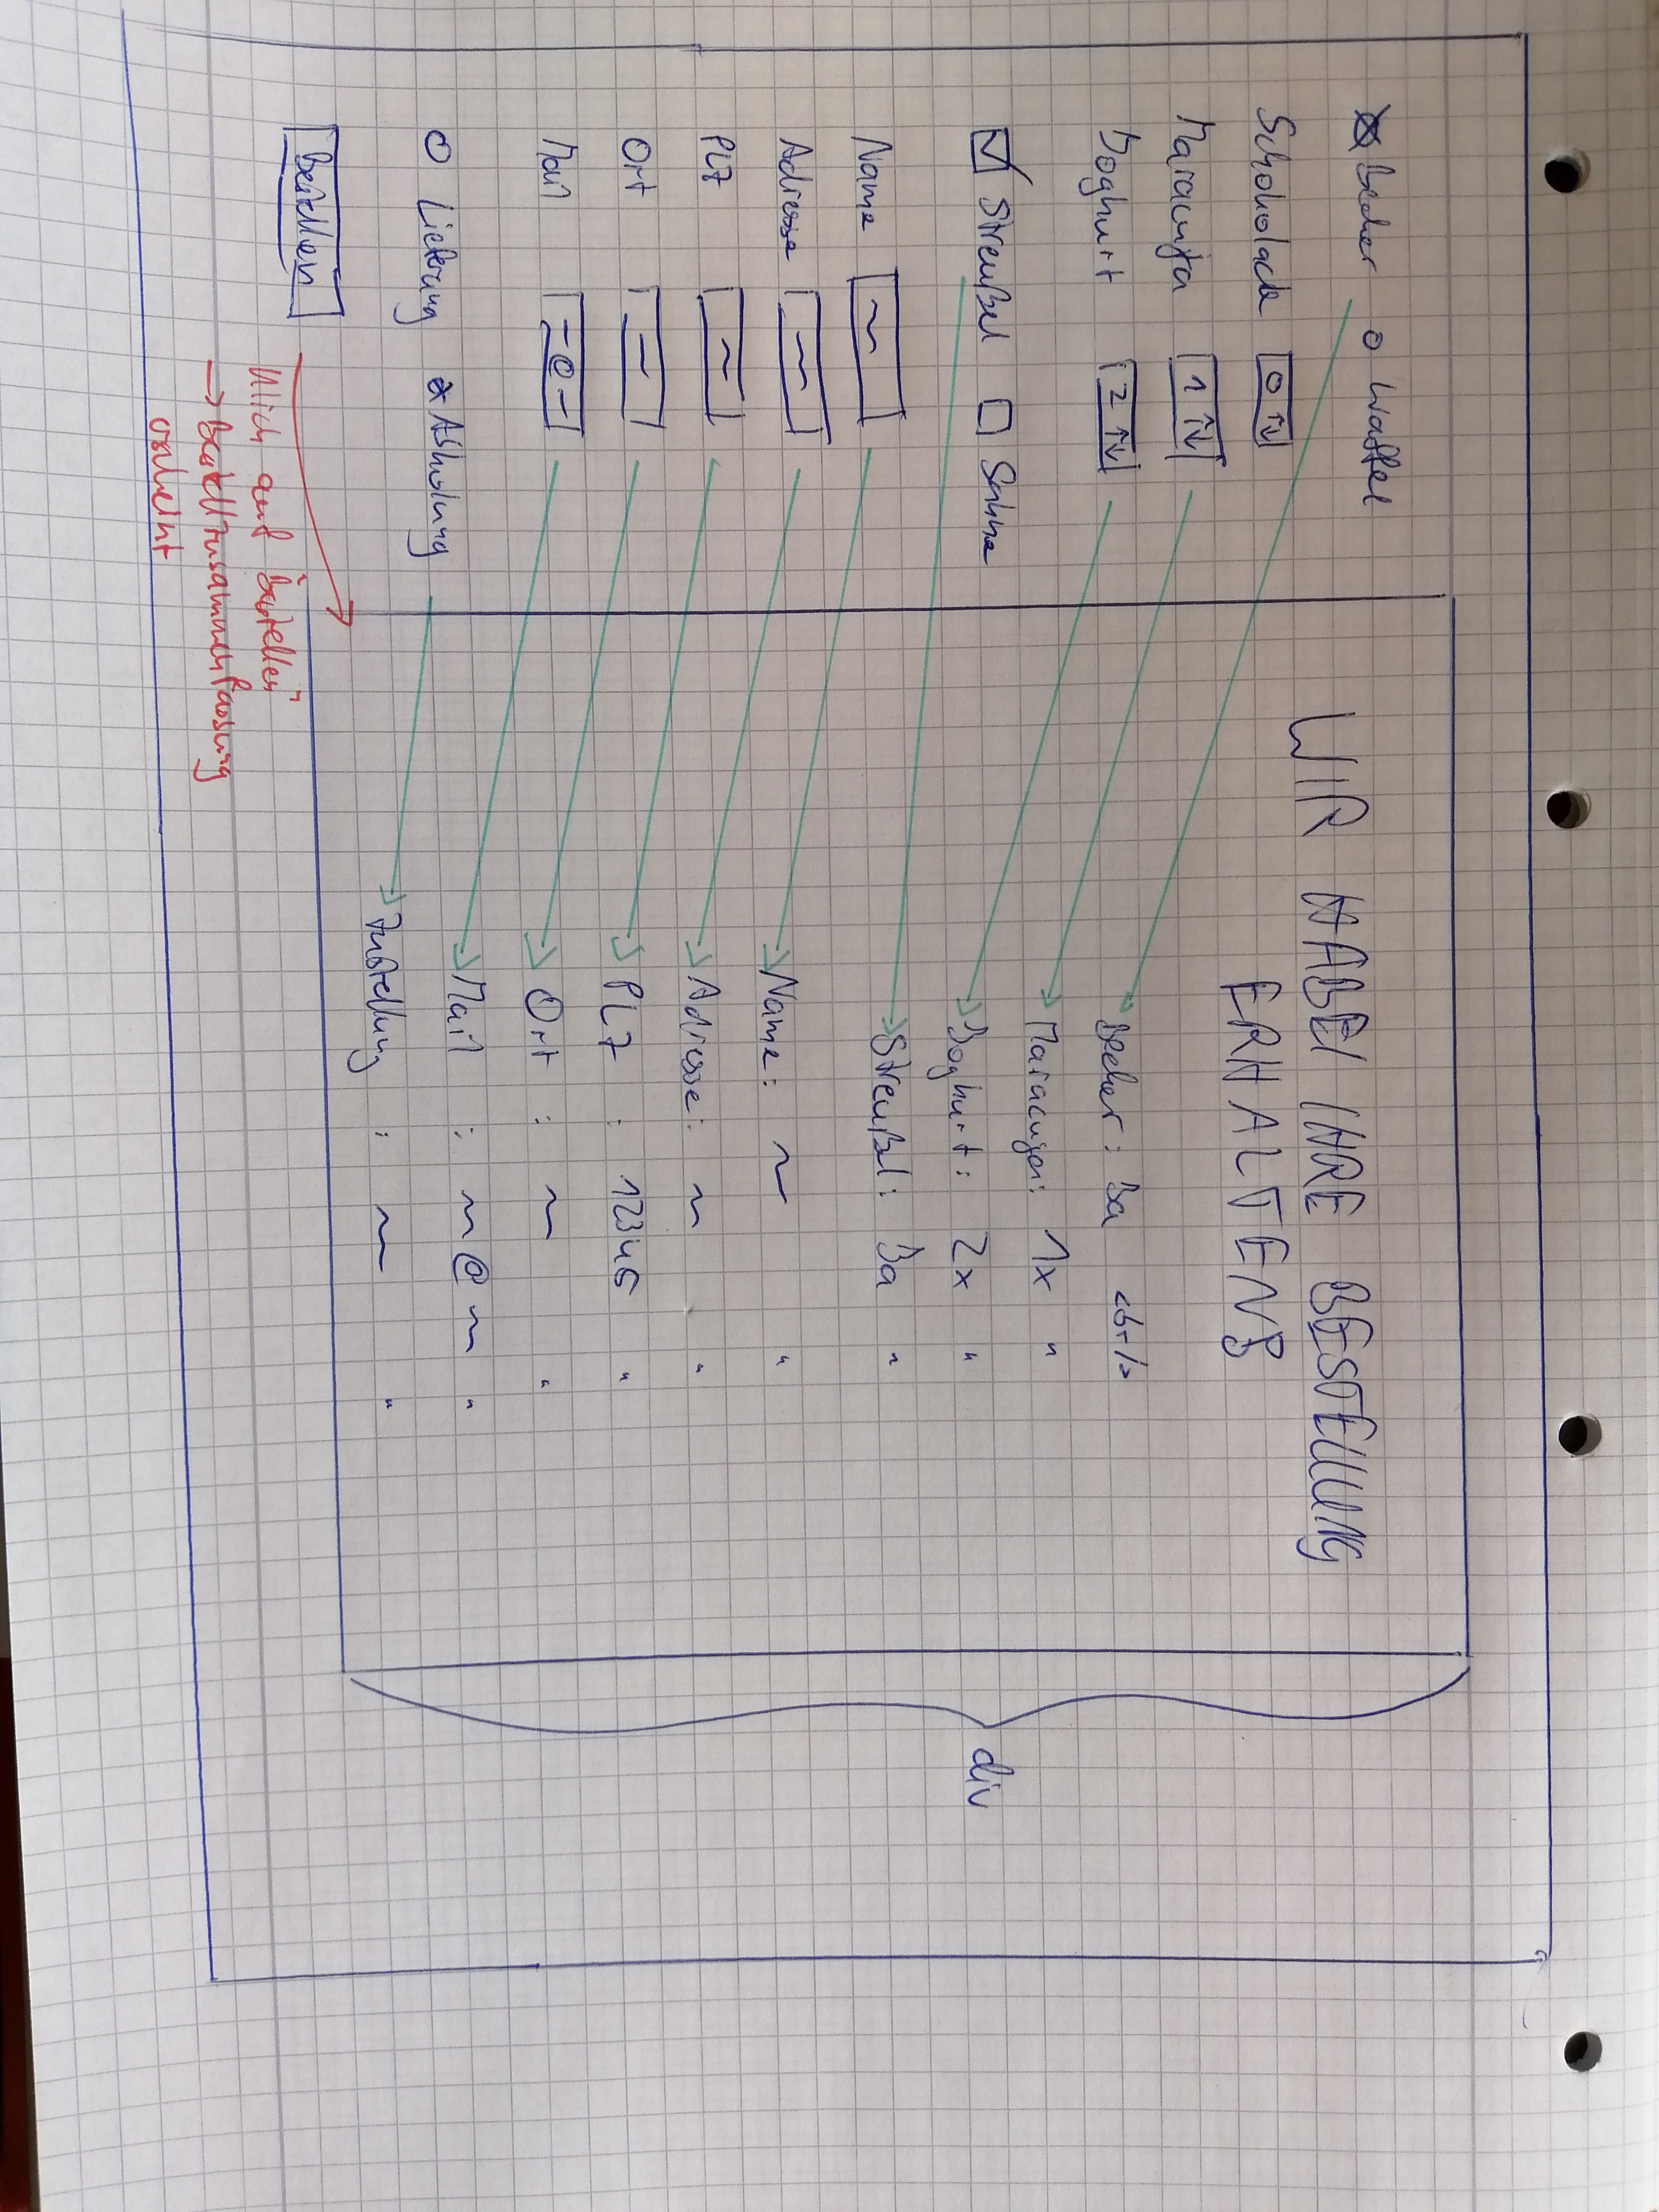 Becher o Waffel
Schokolade 0
Maracuja 1
Joghurt 2
Streußel Sahne
Name ~
Adresse ~
PLZ ~
Ort ~
Mail ~@~
O Lieferung Abholung
Bestellen
Klick auf "bestellen"
→ Bestellzusammenfassung
erscheint
WIR HABEN IHRE BESTELLUNG
ERHALTEN
Becher : Ja <br/>
Maracuja: 1x "
Joghurt: 2x "
Streußel: Ja "
Name: ~ "
Adresse: ~ "
PLZ : 12345 "
Ort : ~ "
Mail : ~@~ "
Zustellung : ~ "
div